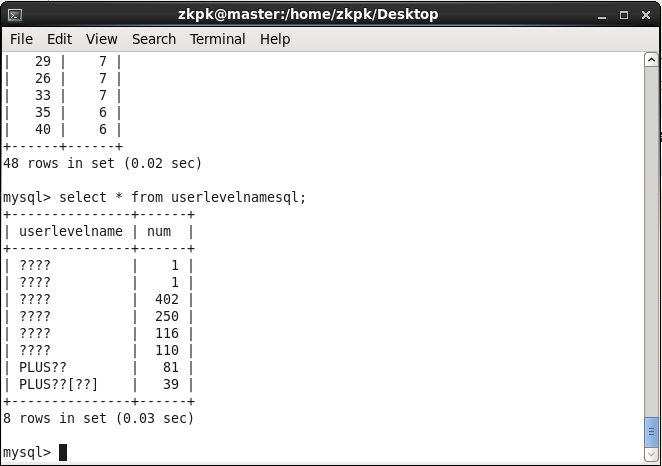 zkpk@master:/home/zkpk/Desktop
File Edit View Search Terminal Help
|   29 |    7 |
|   26 |    7 |
|   33 |    7 |
|   35 |    6 |
|   40 |    6 |
+------+------+
48 rows in set (0.02 sec)
mysql> select * from userlevelnamesql;
+---------------+------+
| userlevelname | num  |
+---------------+------+
| ????          |    1 |
| ????          |    1 |
| ????          |  402 |
| ????          |  250 |
| ????          |  116 |
| ????          |  110 |
| PLUS??        |   81 |
| PLUS??[??]    |   39 |
+---------------+------+
8 rows in set (0.03 sec)
mysql>